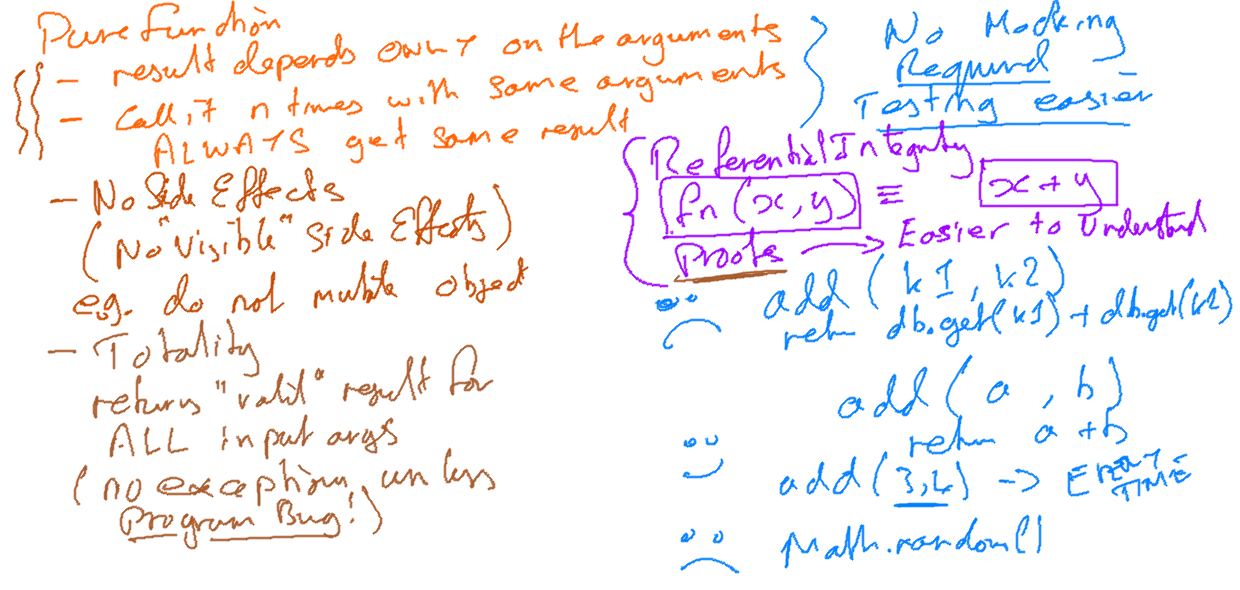 Pure function
- result depends ONLY on the arguments
- Call it n times with same arguments
ALWAYS get same result
- No Side Effects
(No "Visible" Side Effects)
e.g. do not mutate object
- Totality
returns "valid" result for
ALL input args
(no exception, unless
Program Bug!)
No Mocking
Required
Testing easier
Referential Integrity
fn(x,y) ≡ x+y
Proofs → Easier to Understand
add(k1, k2)
return db.get(k1) + db.get(k2)
add(a, b)
return a+b
add(3,4) → EVERY
TIME
Math.random()